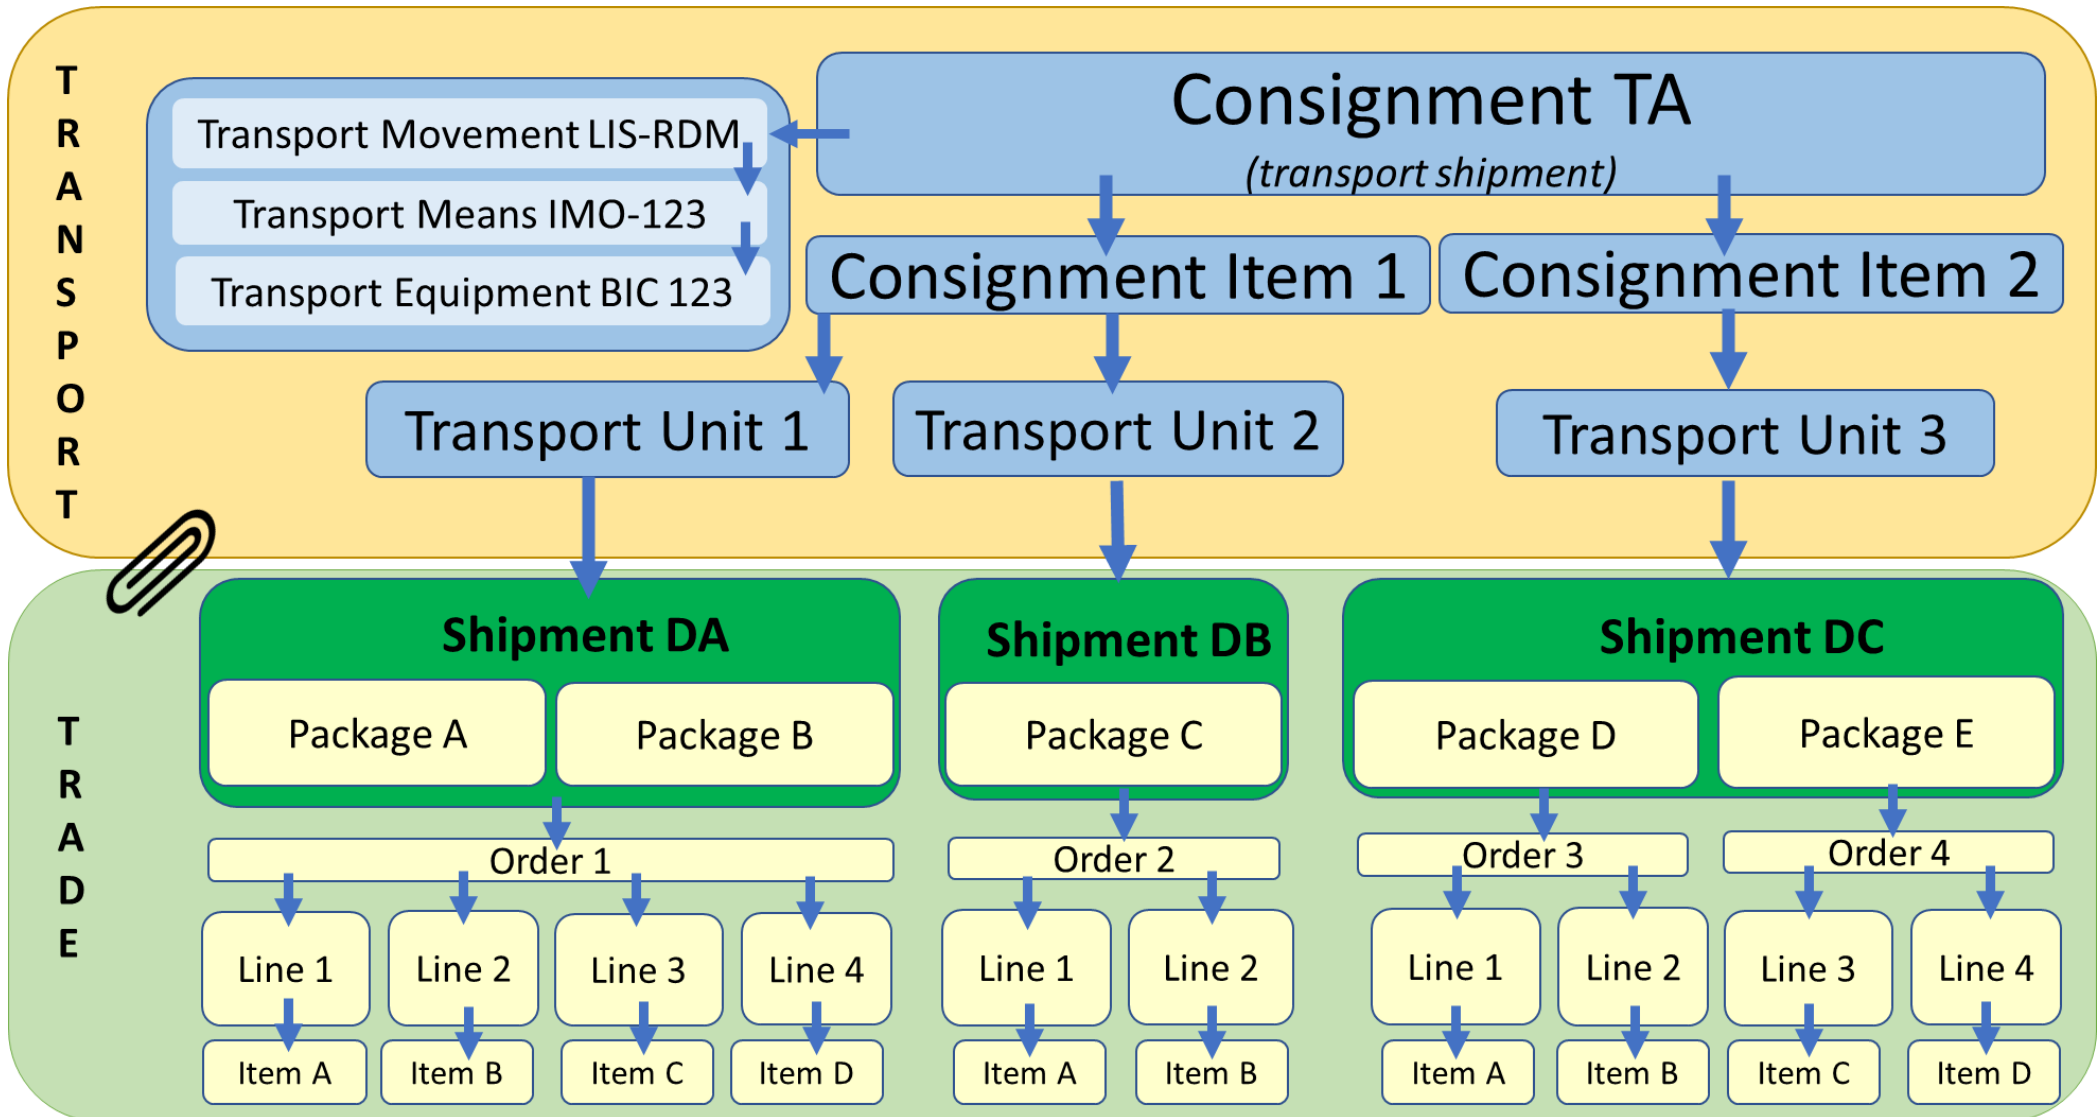 TRANSPORT
Consignment TA
(transport shipment)
Transport Movement LIS-RDM
Transport Means IMO-123
Transport Equipment BIC 123
Consignment Item 1
Consignment Item 2
Transport Unit 1
Transport Unit 2
Transport Unit 3
TRADE
Shipment DA
Shipment DB
Shipment DC
Package A
Package B
Package C
Package D
Package E
Order 1
Order 2
Order 3
Order 4
Line 1
Line 2
Line 3
Line 4
Line 1
Line 2
Line 1
Line 2
Line 3
Line 4
Item A
Item B
Item C
Item D
Item A
Item B
Item A
Item B
Item C
Item D